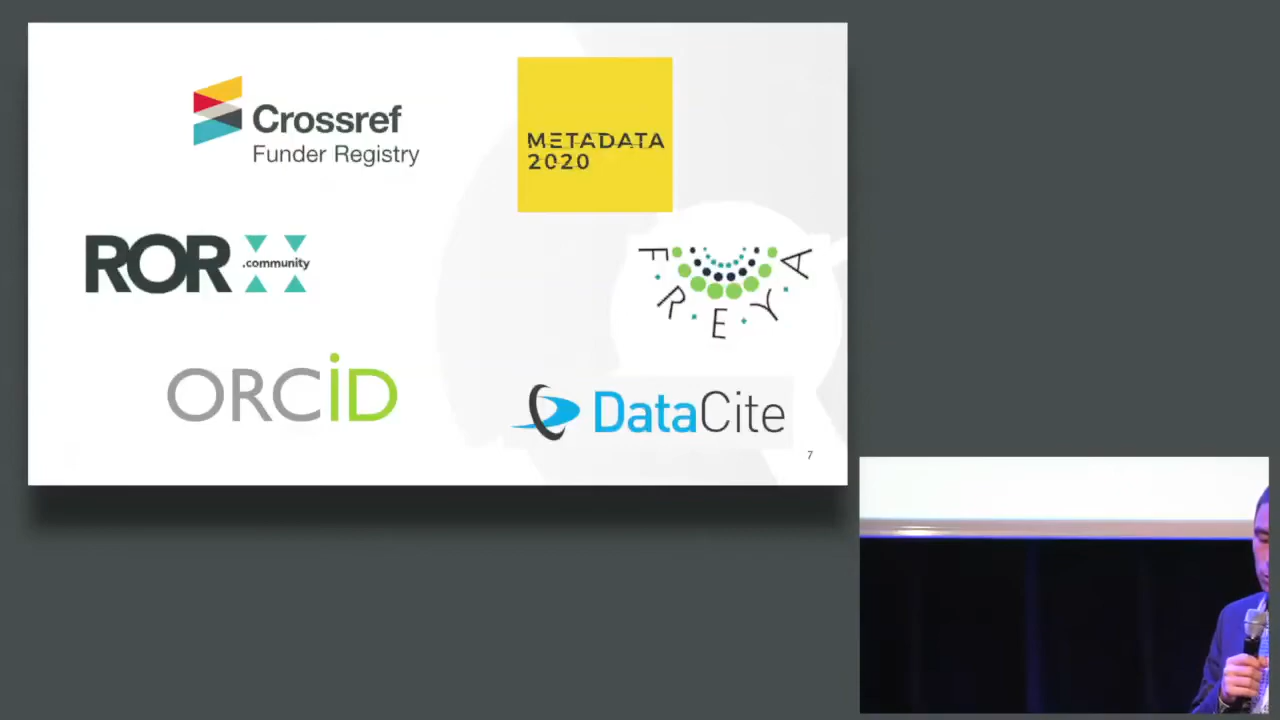 Crossref
Funder Registry
METADATA
2020
ROR
.community
FREYA
ORCiD
DataCite
7